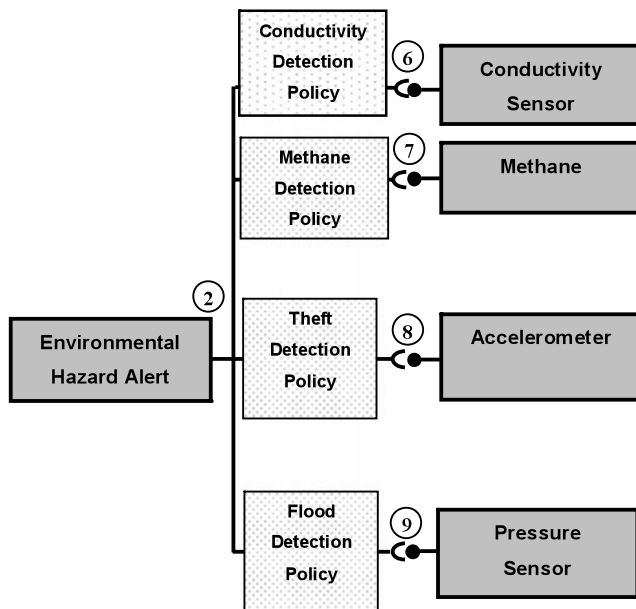 Conductivity
Detection
Policy
6
Conductivity
Sensor
Methane
Detection
Policy
7
Methane
2
Environmental
Hazard Alert
Theft
Detection
Policy
8
Accelerometer
Flood
Detection
Policy
9
Pressure
Sensor